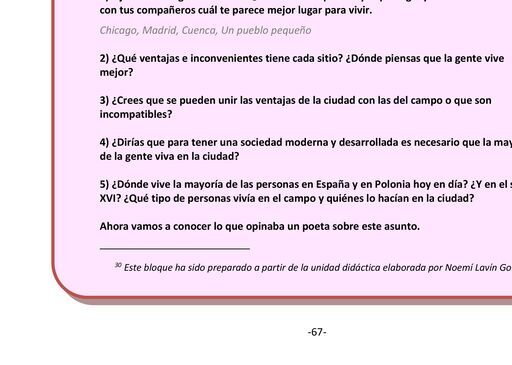 con tus compañeros cuál te parece mejor lugar para vivir.
Chicago, Madrid, Cuenca, Un pueblo pequeño
2) ¿Qué ventajas e inconvenientes tiene cada sitio? ¿Dónde piensas que la gente vive
mejor?
3) ¿Crees que se pueden unir las ventajas de la ciudad con las del campo o que son
incompatibles?
4) ¿Dirías que para tener una sociedad moderna y desarrollada es necesario que la may
de la gente viva en la ciudad?
5) ¿Dónde vive la mayoría de las personas en España y en Polonia hoy en día? ¿Y en el s
XVI? ¿Qué tipo de personas vivía en el campo y quiénes lo hacían en la ciudad?
Ahora vamos a conocer lo que opinaba un poeta sobre este asunto.
30 Este bloque ha sido preparado a partir de la unidad didáctica elaborada por Noemí Lavín Go
-67-